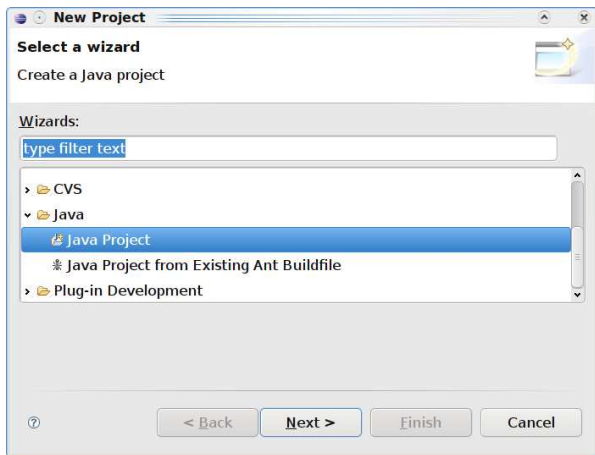 New Project
Select a wizard
Create a Java project
Wizards:
type filter text
CVS
Java
Java Project
Java Project from Existing Ant Buildfile
Plug-in Development
< Back Next > Finish Cancel